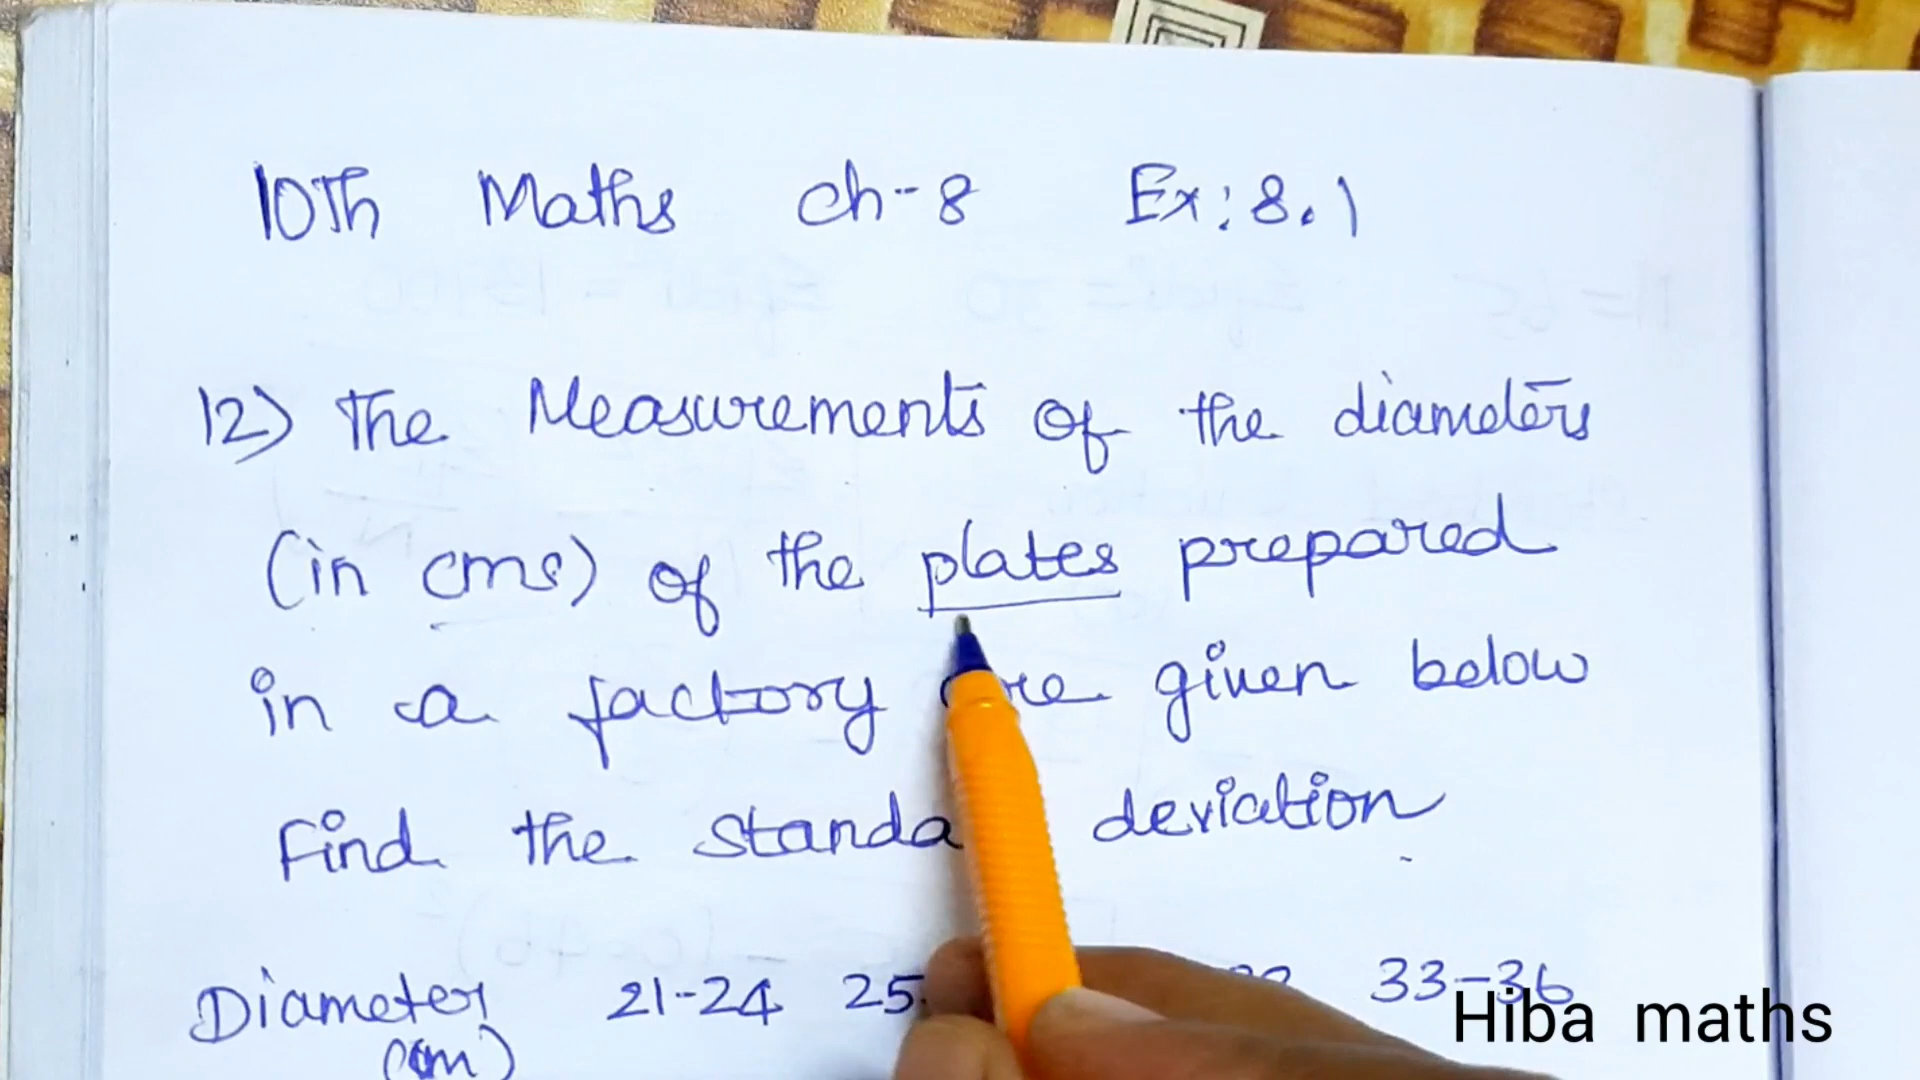 10Th Maths ch-8 Ex: 8.1
12) The Measurements of the diameters
(in cms) of the plates prepared
in a factory given below
Find the standa deviation
Diameter 21-24 25 33-36
(cm)
Hiba maths